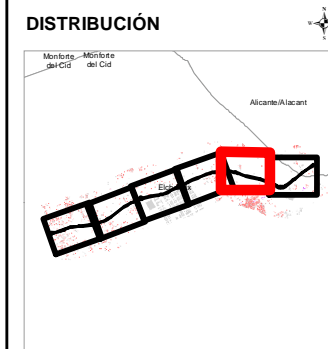 DISTRIBUCIÓN
N
W
S
Monforte
del Cid
Monforte
del Cid
Alicante/Alacant